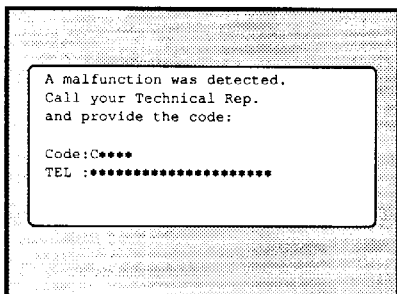 A malfunction was detected.
Call your Technical Rep.
and provide the code:
Code:C****
TEL :*********************